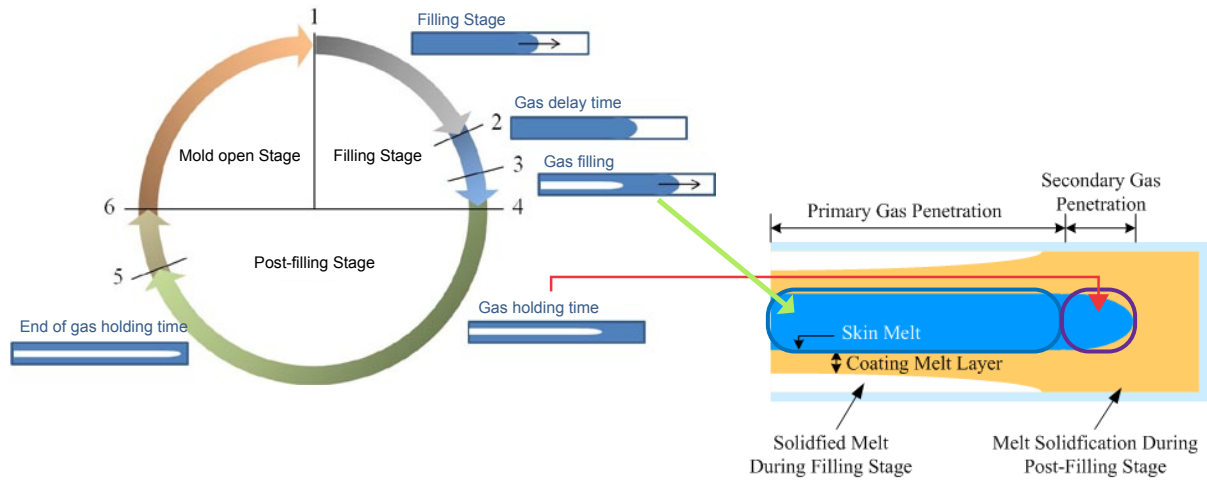 1
Filling Stage
Gas delay time
2
Mold open Stage
Filling Stage
3
Gas filling
6
4
Secondary Gas
Penetration
Primary Gas Penetration
Post-filling Stage
5
Gas holding time
End of gas holding time
Skin Melt
Coating Melt Layer
Solidfied Melt
During Filling Stage
Melt Solidfication During
Post-Filling Stage